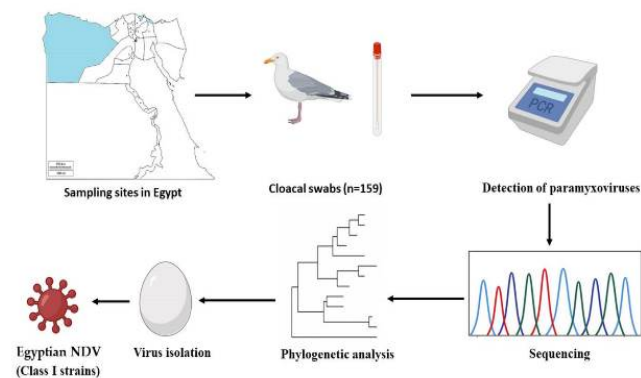 Sampling sites in Egypt
Cloacal swabs (n=159)
PCR
Detection of paramyxoviruses
Egyptian NDV
(Class I strains)
Virus isolation
Phylogenetic analysis
Sequencing